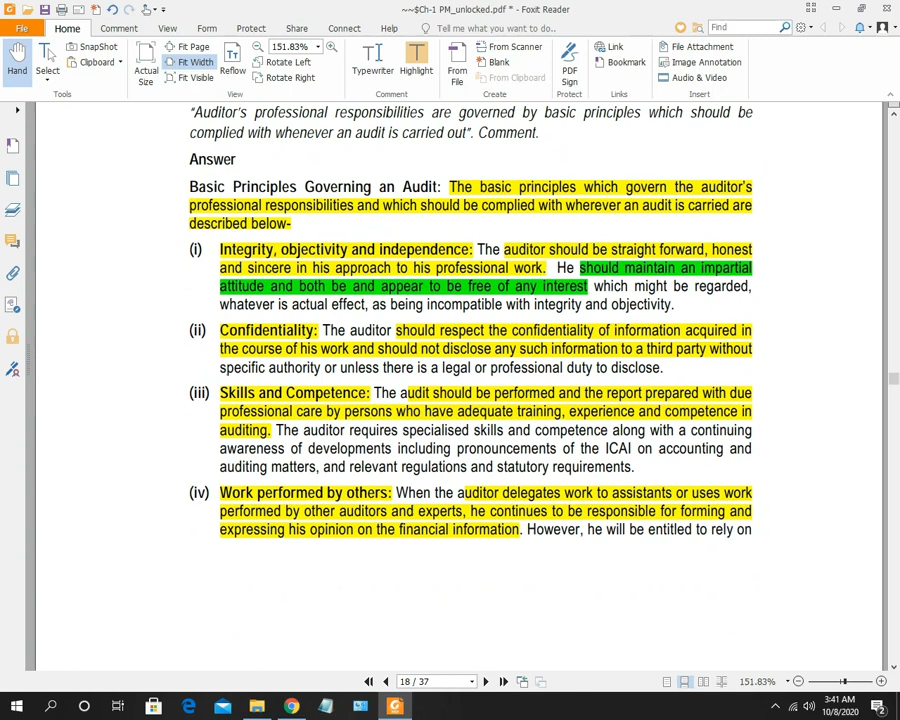 ~~$Ch-1 PM_unlocked.pdf * - Foxit Reader
File Home Comment View Form Protect Share Connect Help Tell me what you want to do.. Find
Hand
Select
SnapShot
Clipboard
Tools
Actual Size
Fit Page
Fit Width
Fit Visible
Reflow
151.83%
Rotate Left
Rotate Right
View
Typewriter
Highlight
Comment
From File
From Scanner
Blank
From Clipboard
Create
PDF Sign
Protect
Link
Bookmark
Links
File Attachment
Image Annotation
Audio & Video
Insert
"Auditor's professional responsibilities are governed by basic principles which should be
complied with whenever an audit is carried out". Comment.
Answer
Basic Principles Governing an Audit: The basic principles which govern the auditor's
professional responsibilities and which should be complied with wherever an audit is carried are
described below-
(i) Integrity, objectivity and independence: The auditor should be straight forward, honest
and sincere in his approach to his professional work. He should maintain an impartial
attitude and both be and appear to be free of any interest which might be regarded,
whatever is actual effect, as being incompatible with integrity and objectivity.
(ii) Confidentiality: The auditor should respect the confidentiality of information acquired in
the course of his work and should not disclose any such information to a third party without
specific authority or unless there is a legal or professional duty to disclose.
(iii) Skills and Competence: The audit should be performed and the report prepared with due
professional care by persons who have adequate training, experience and competence in
auditing. The auditor requires specialised skills and competence along with a continuing
awareness of developments including pronouncements of the ICAI on accounting and
auditing matters, and relevant regulations and statutory requirements.
(iv) Work performed by others: When the auditor delegates work to assistants or uses work
performed by other auditors and experts, he continues to be responsible for forming and
expressing his opinion on the financial information. However, he will be entitled to rely on
18 / 37
151.83%
3:41 AM
10/8/2020
2